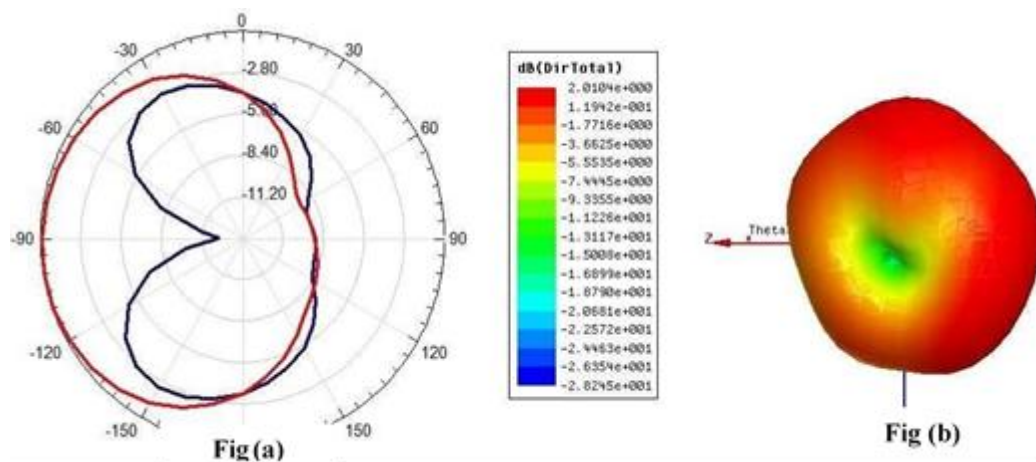 0
-30
30
-2.80
-60
60
-8.40
-11.20
-90
90
-120
120
-150
150
Fig (a)
dB(DirTotal)
2.0104e+000
1.1942e-001
-1.7716e+000
-3.6625e+000
-5.5535e+000
-7.4445e+000
-9.3355e+000
-1.1226e+001
-1.3117e+001
-1.5008e+001
-1.6899e+001
-1.8790e+001
-2.0681e+001
-2.2572e+001
-2.4463e+001
-2.6354e+001
-2.8245e+001
Z
Theta
Fig (b)